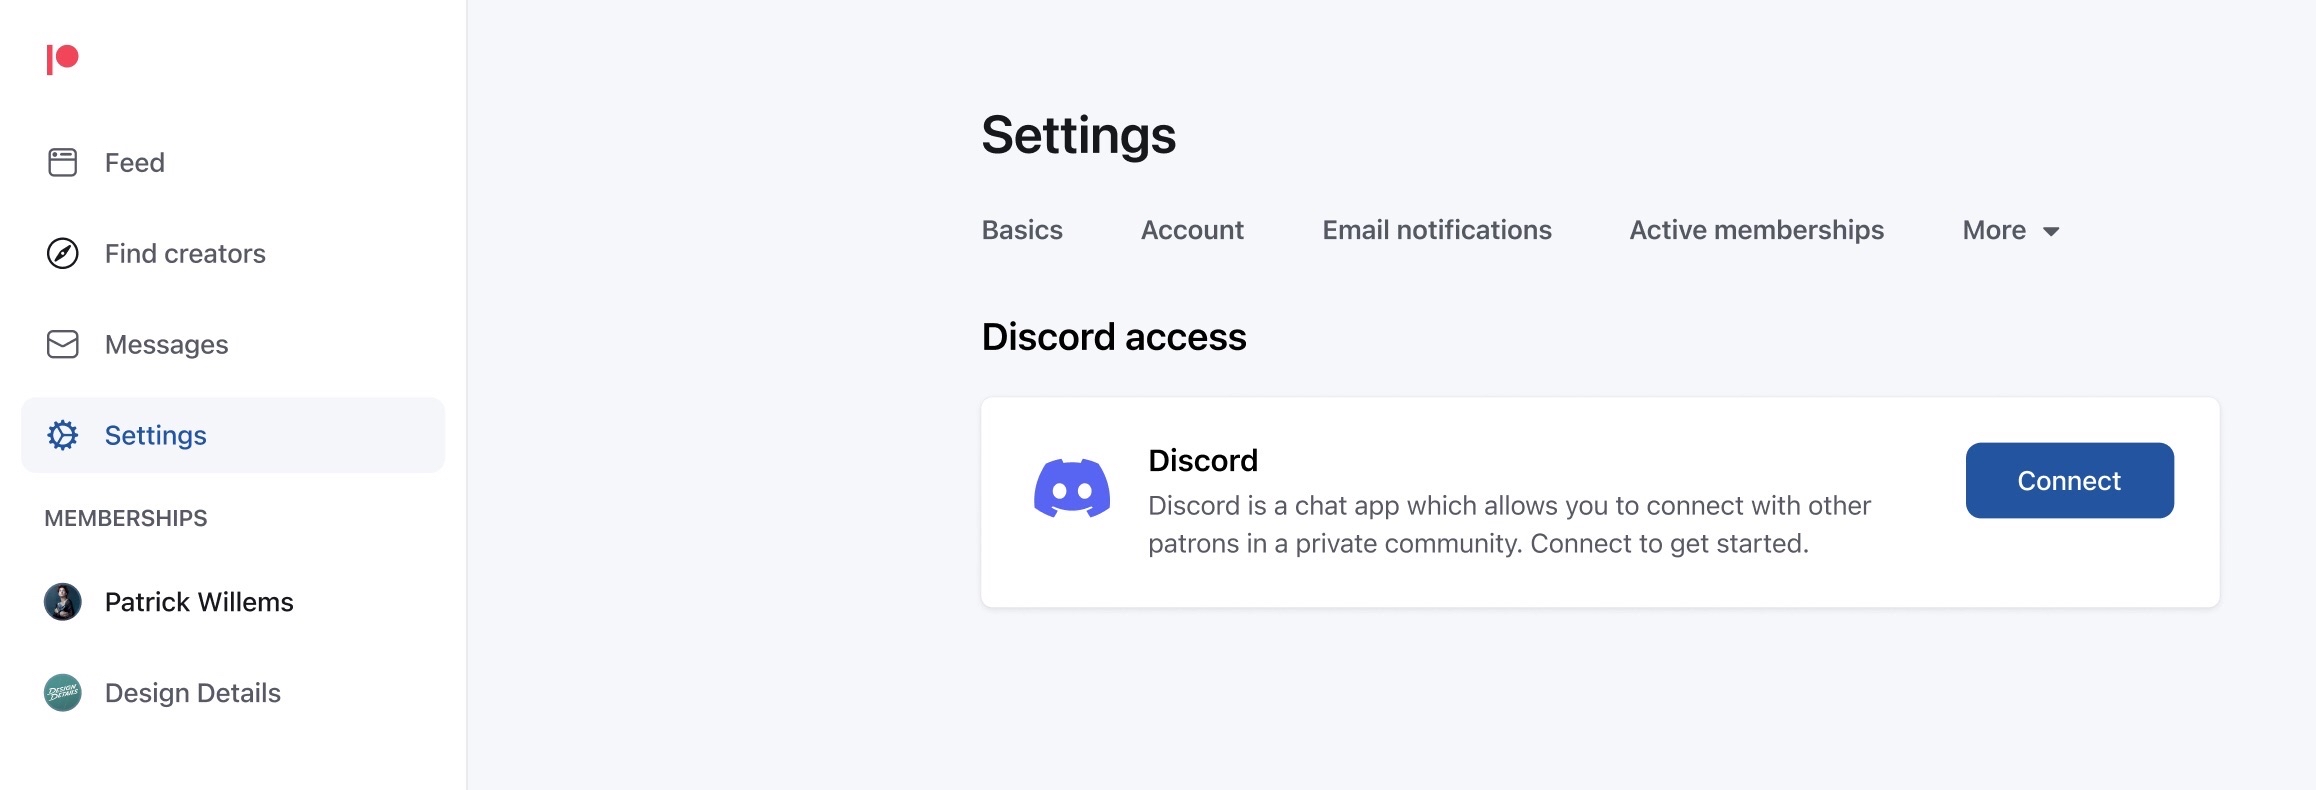 Feed
Find creators
Messages
Settings
MEMBERSHIPS
Patrick Willems
DESIGN
DETAILS
Design Details
Settings
Basics
Account
Email notifications
Active memberships
More
Discord access
Discord
Discord is a chat app which allows you to connect with other
patrons in a private community. Connect to get started.
Connect